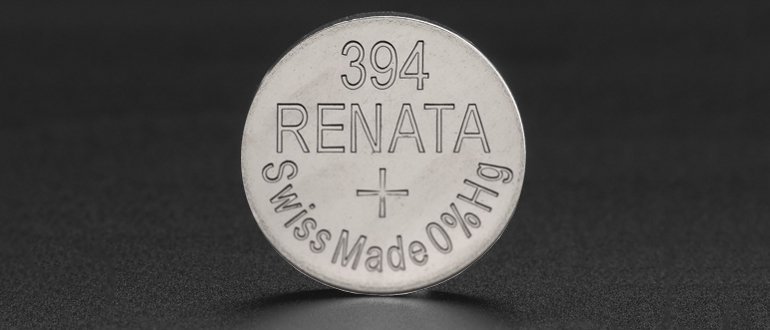 394
RENATA
+
Swiss Made 0%Hg